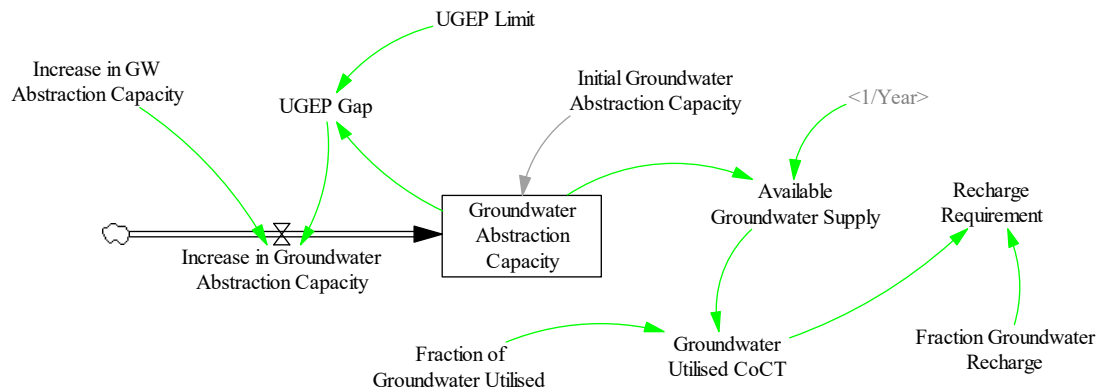 UGEP Limit
Increase in GW
Abstraction Capacity
UGEP Gap
Initial Groundwater
Abstraction Capacity
<1/Year>
Groundwater
Abstraction
Capacity
Available
Groundwater Supply
Recharge
Requirement
Increase in Groundwater
Abstraction Capacity
Fraction of
Groundwater Utilised
Groundwater
Utilised CoCT
Fraction Groundwater
Recharge